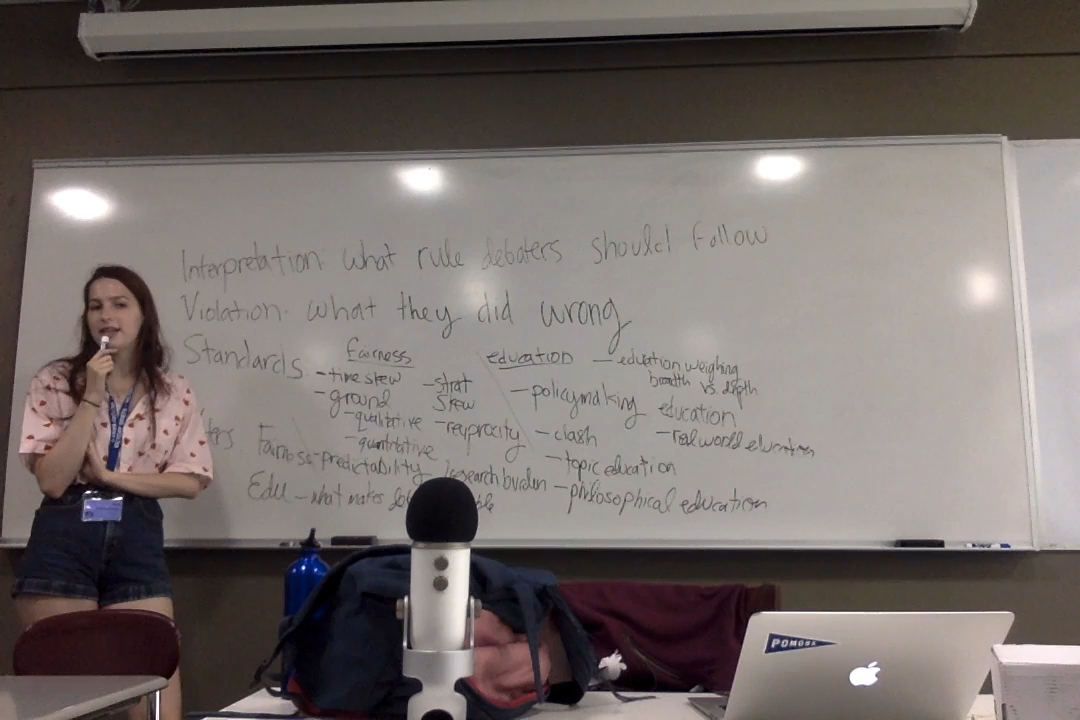 Interpretation: what rule debaters should follow
Violation. what they did wrong
Standards
Fairness
- time skew
- ground
- qualitative
- quantitative
- predictability
- strat skew
- reciprocity
research burden
education
- policymaking education
- clash
- topic education
- philosophical education
- education weighing
breadth vs. depth
- real world education
ters Fairness
Edu - what makes
POMONA